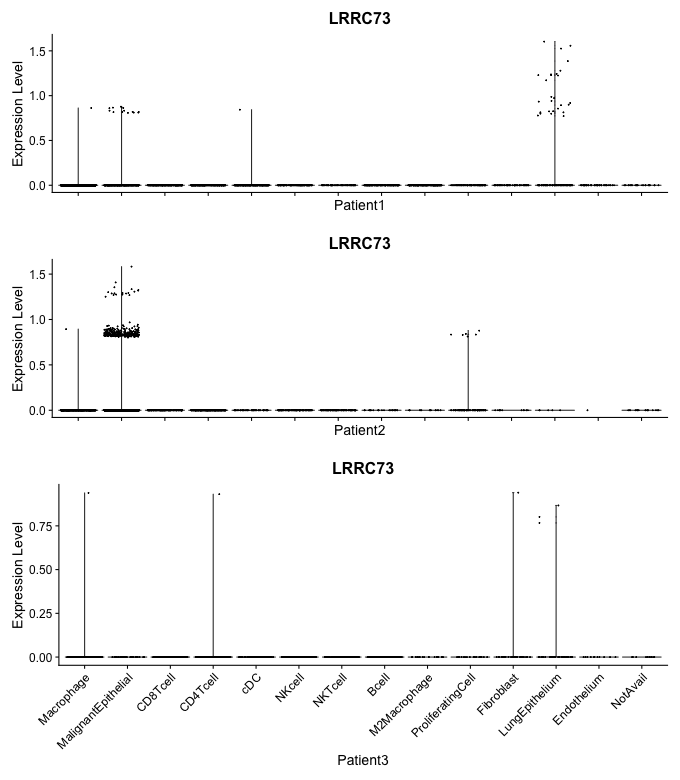 LRRC73
Expression Level
1.5
1.0
0.5
0.0
Patient1
LRRC73
Expression Level
1.5
1.0
0.5
0.0
Patient2
LRRC73
Expression Level
0.75
0.50
0.25
0.00
Macrophage
MalignantEpithelial
CD8Tcell
CD4Tcell
cDC
NKcell
NKTcell
Bcell
M2Macrophage
ProliferatingCell
Fibroblast
LungEpithelium
Endothelium
NotAvail
Patient3